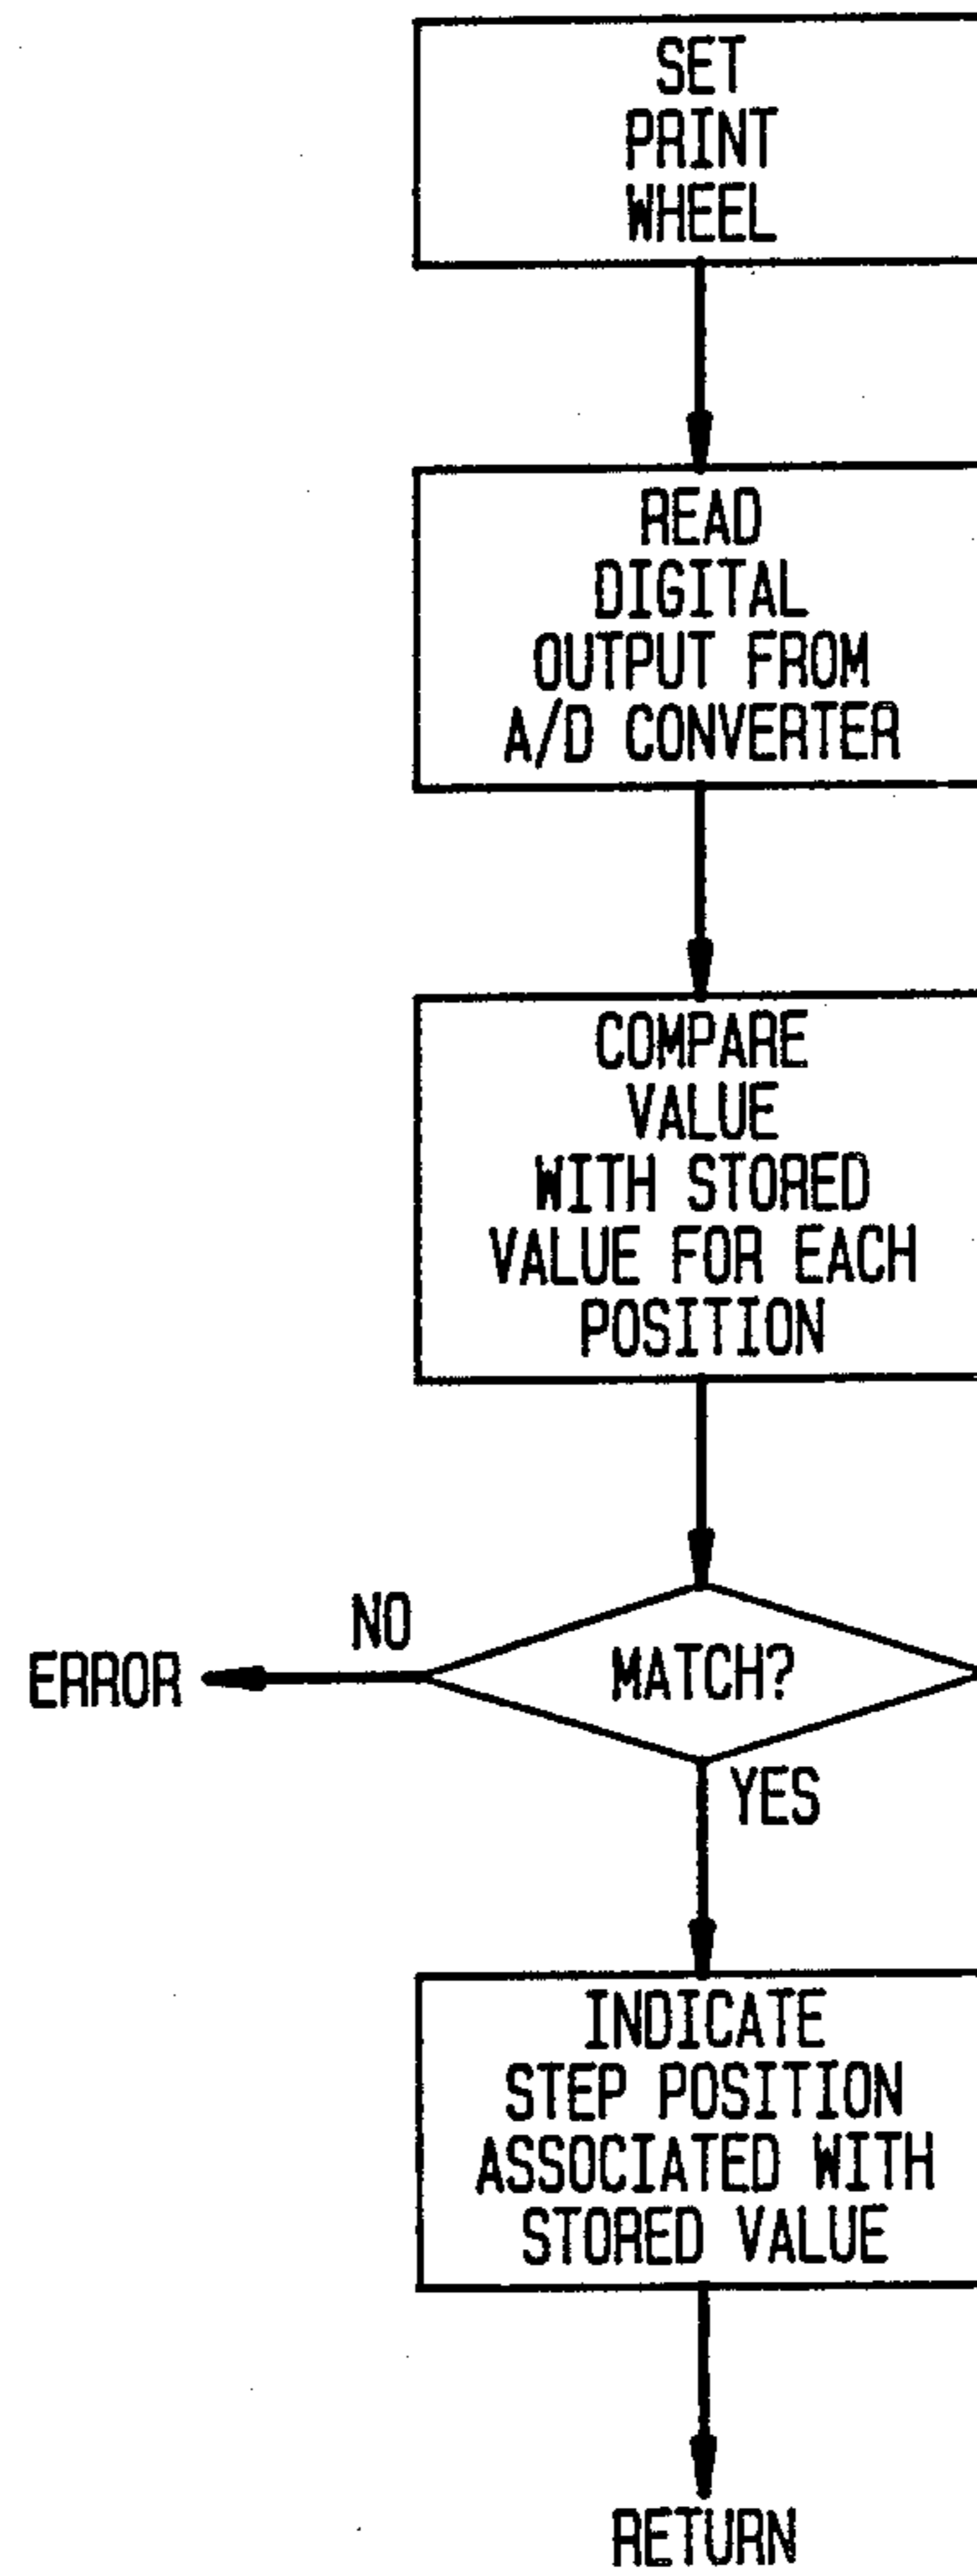 SET
PRINT
WHEEL
READ
DIGITAL
OUTPUT FROM
A/D CONVERTER
COMPARE
VALUE
WITH STORED
VALUE FOR EACH
POSITION
MATCH?
NO
ERROR
YES
INDICATE
STEP POSITION
ASSOCIATED WITH
STORED VALUE
RETURN